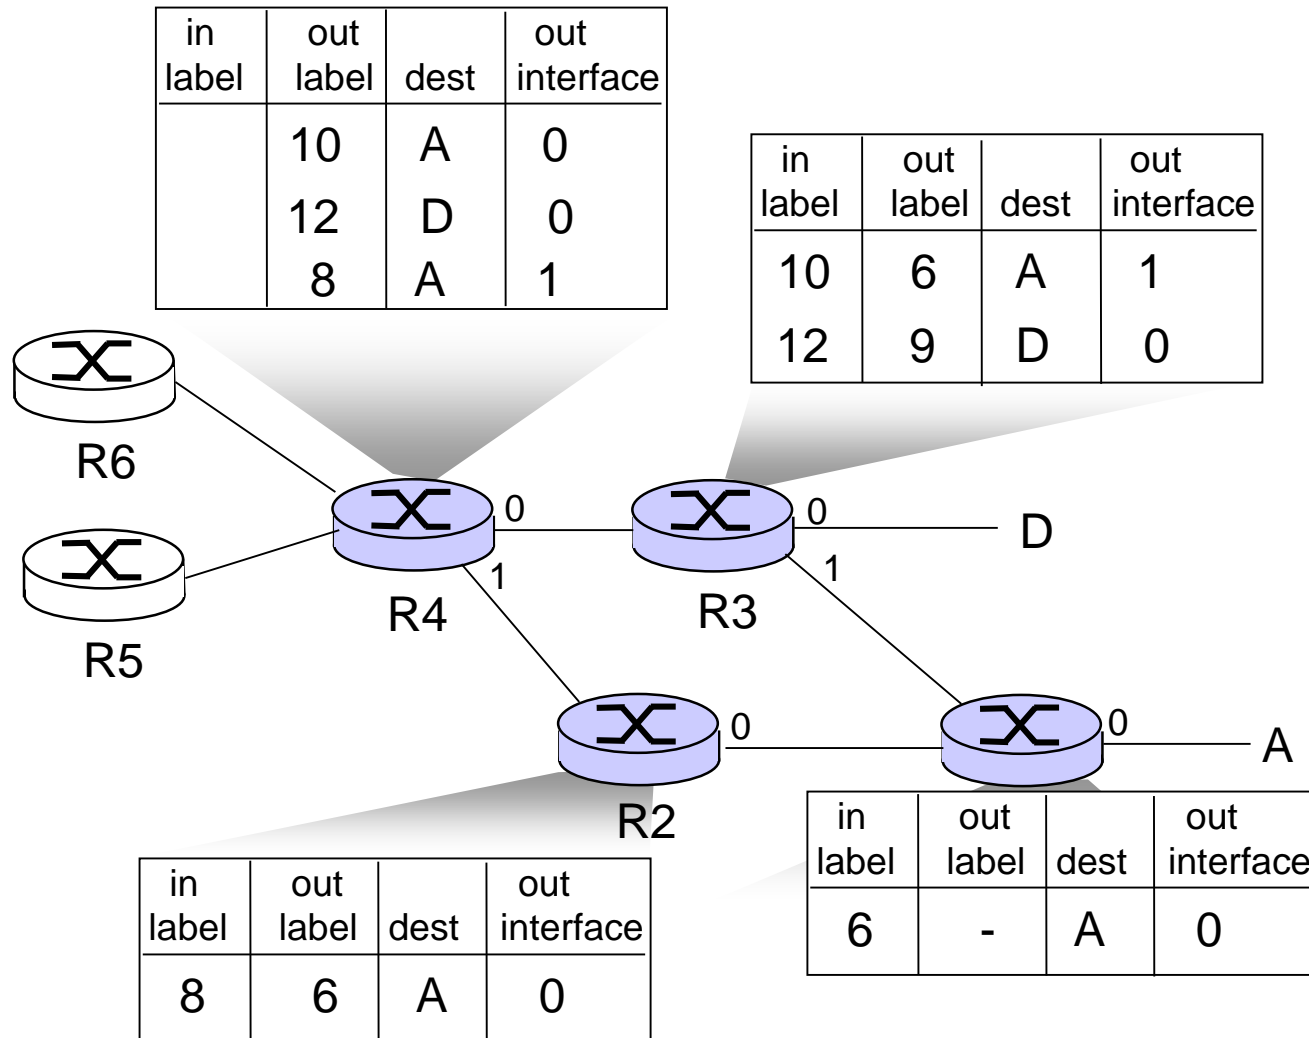 in out out
label label dest interface
10 A 0
12 D 0
8 A 1
in out out
label label dest interface
10 6 A 1
12 9 D 0
R6
R5
R4
0
1
R3
0
1
D
R2
0
0
A
in out out
label label dest interface
8 6 A 0
in out out
label label dest interface
6 - A 0